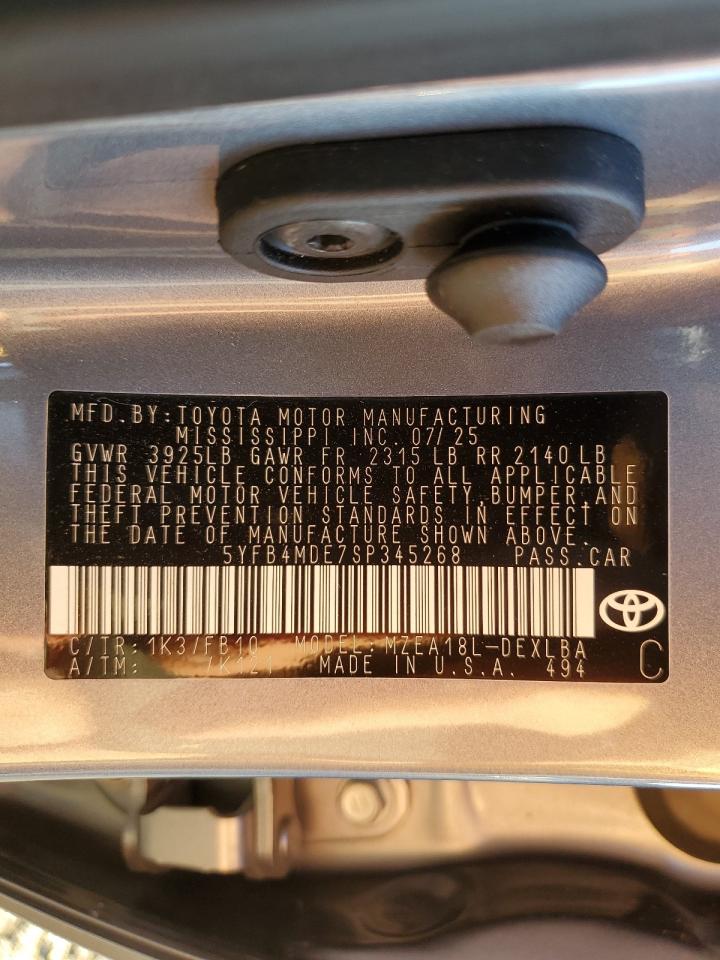 MFD.BY:TOYOTA MOTOR MANUFACTURING
MISSISSIPPI INC. 07/25
GVWR 3925LB GAWR FR 2315 LB RR 2140 LB
THIS VEHICLE CONFORMS TO ALL APPLICABLE
FEDERAL MOTOR VEHICLE SAFETY,BUMPER,AND
THEFT PREVENTION STANDARDS IN EFFECT ON
THE DATE OF MANUFACTURE SHOWN ABOVE.
5YFB4MDE7SP345268 PASS.CAR
C/TR:1K3/FB10 MODEL:MZEA18L-DEXLBA
A/TM: /K121 MADE IN U.S.A. 494 C